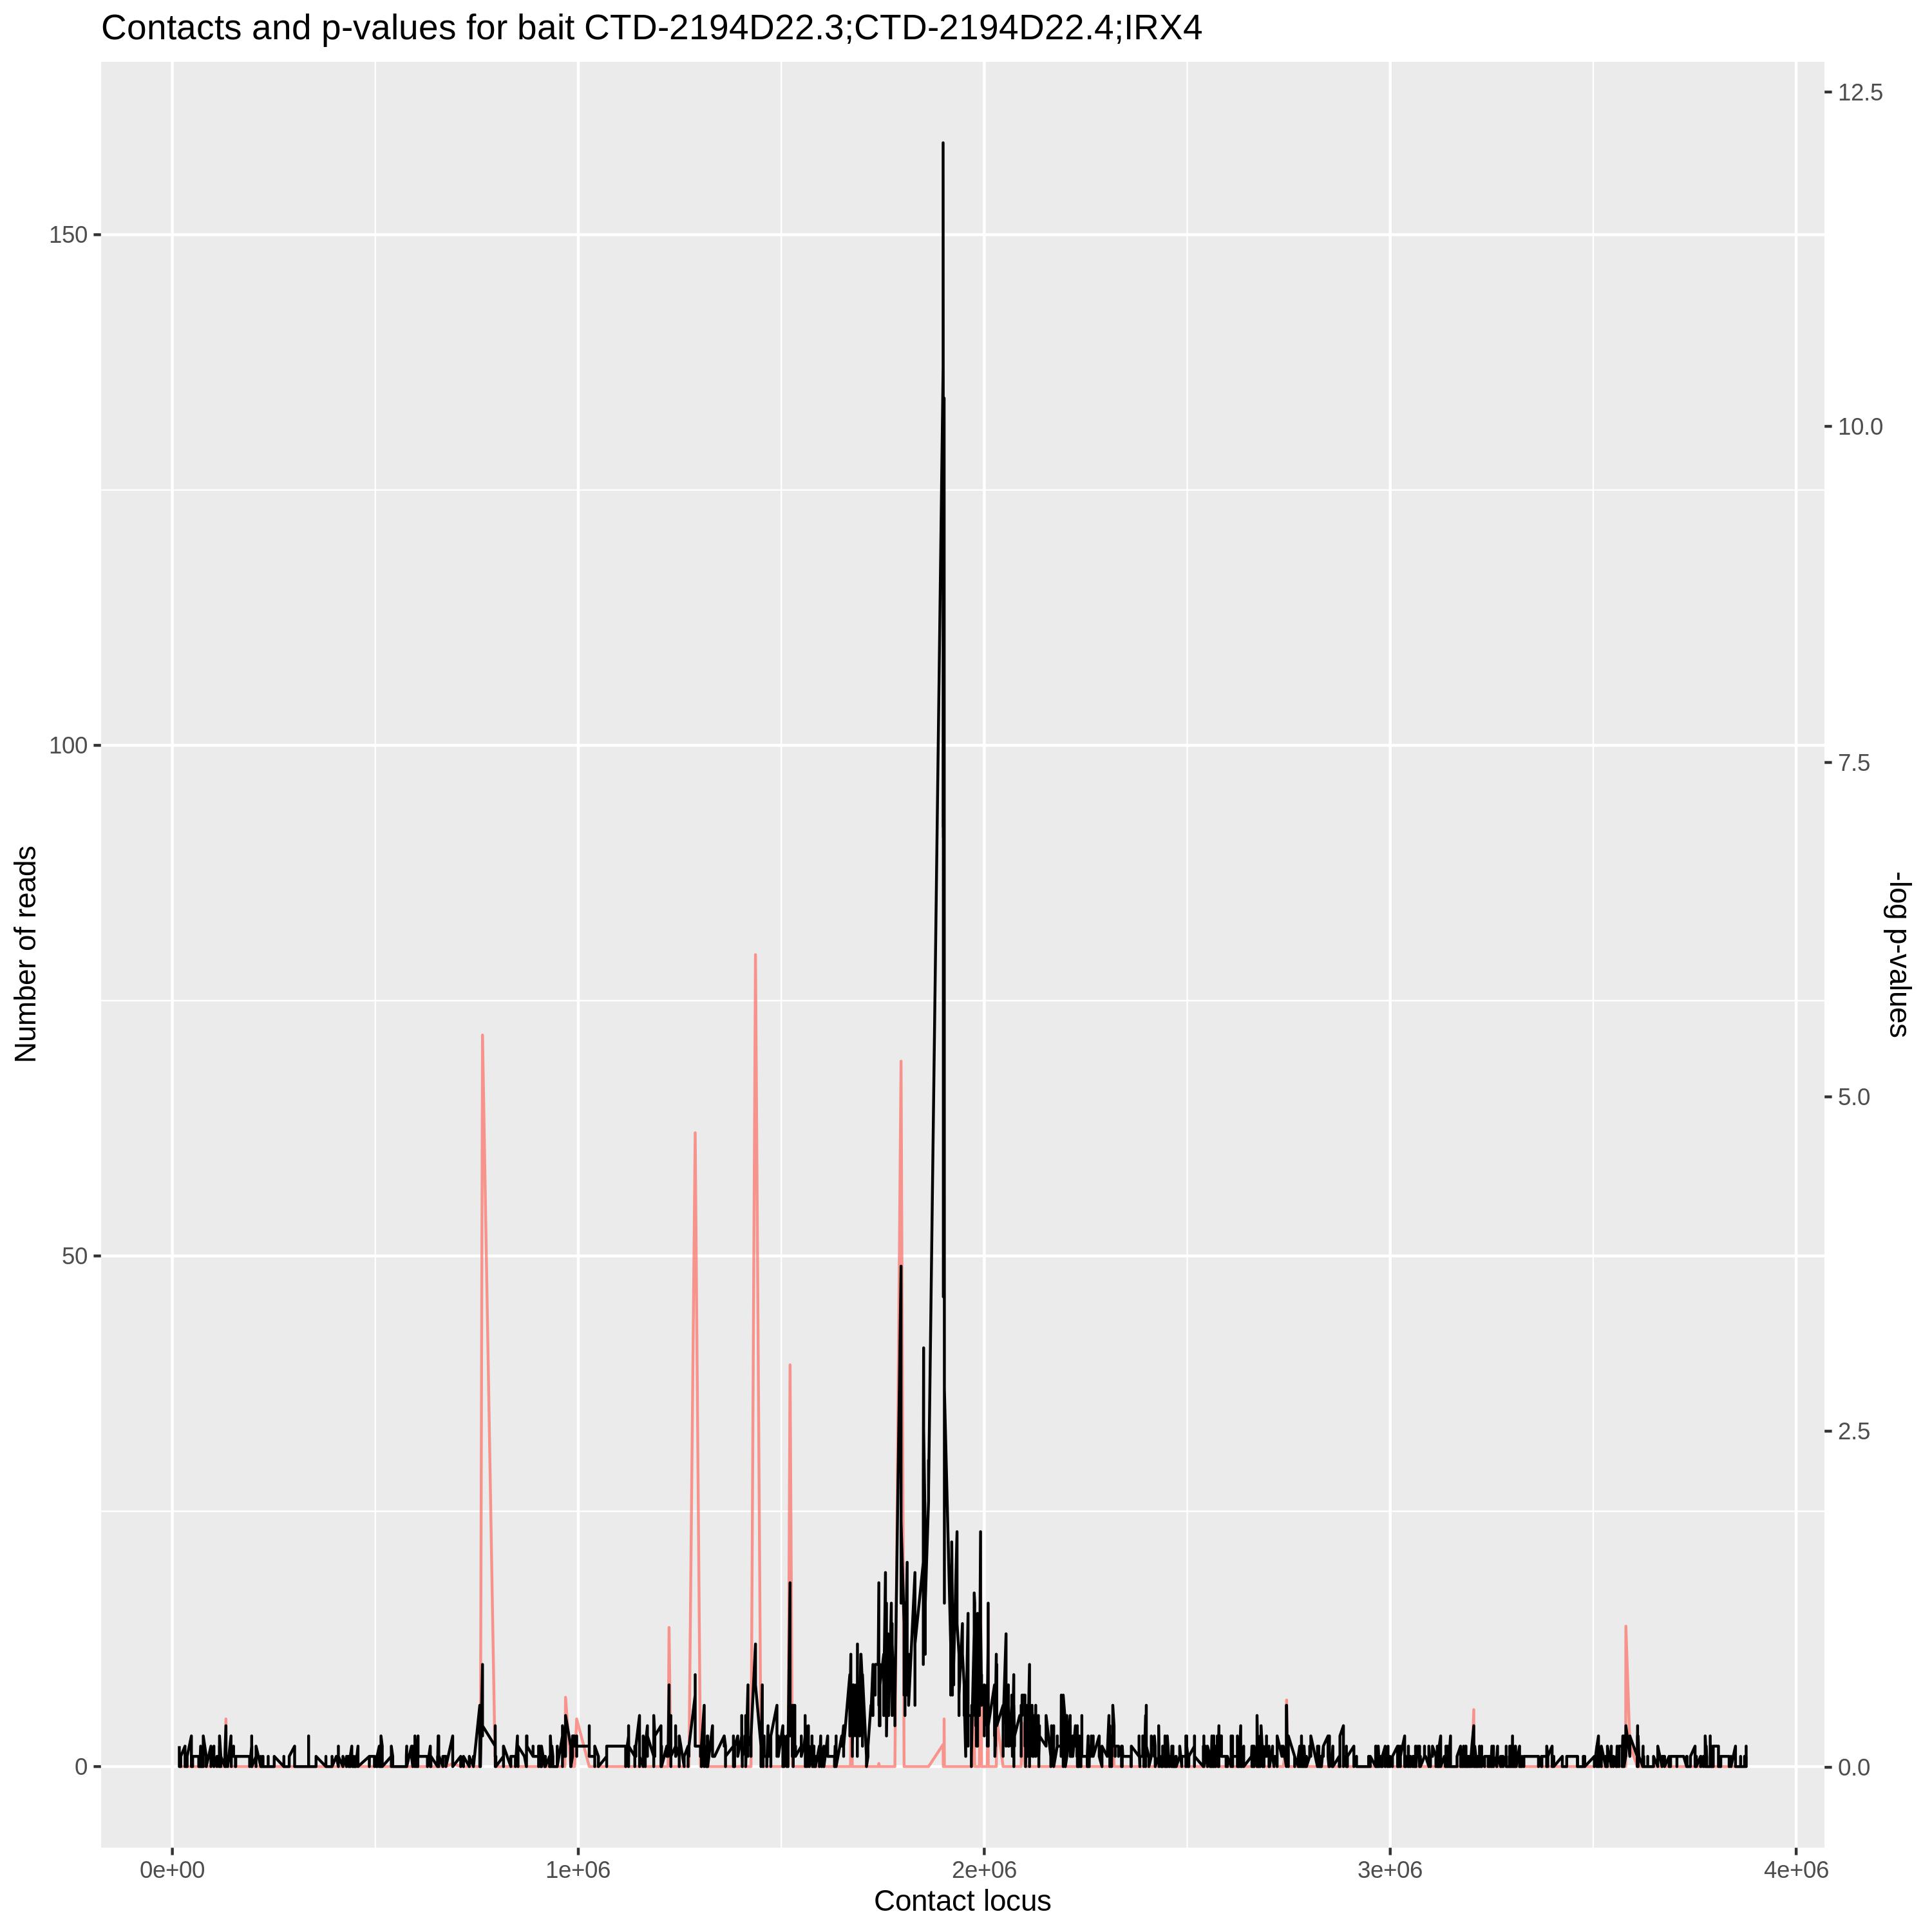 Contacts and p-values for bait CTD-2194D22.3;CTD-2194D22.4;IRX4
Number of reads
150
100
50
0
12.5
10.0
7.5
5.0
2.5
0.0
-log p-values
0e+00 1e+06 2e+06 3e+06 4e+06
Contact locus